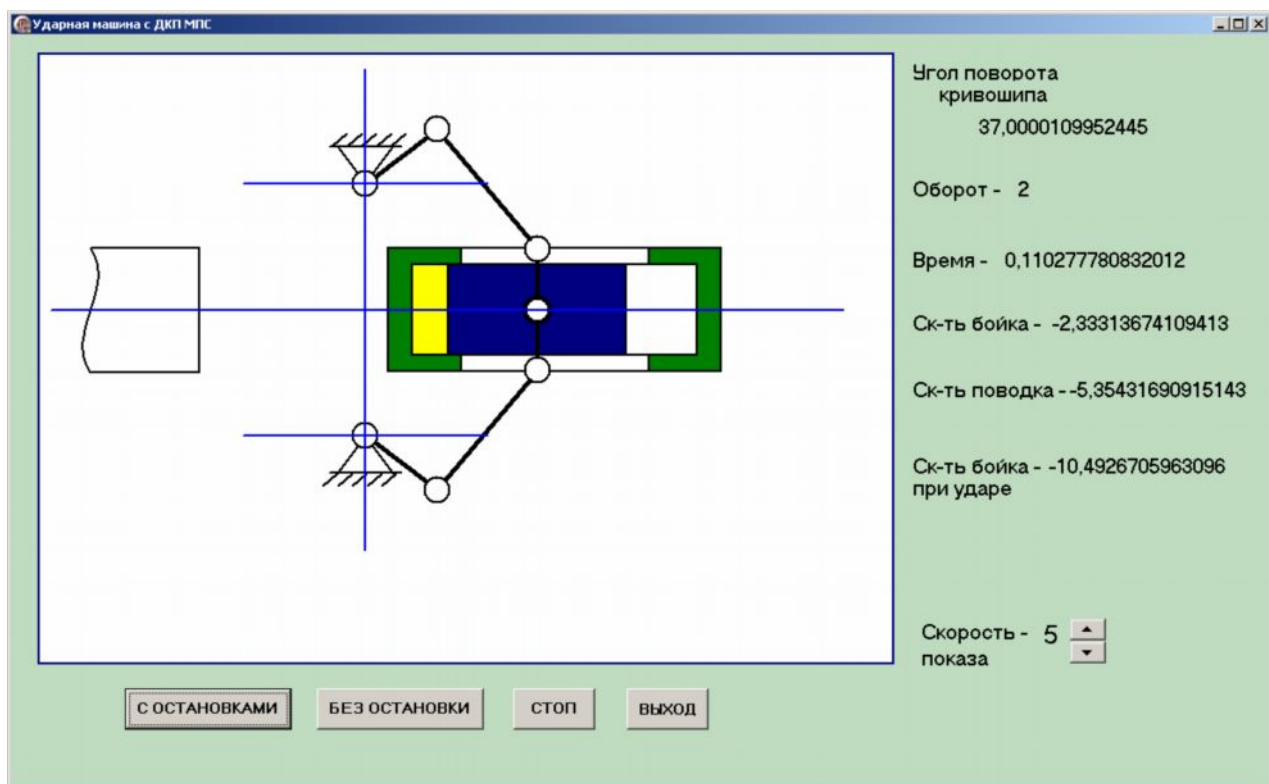 Ударная машина с ДКП МПС
Угол поворота
кривошипа
37,0000109952445
Оборот - 2
Время - 0,110277780832012
Ск-ть бойка - -2,33313674109413
Ск-ть поводка - -5,35431690915143
Ск-ть бойка - -10,4926705963096
при ударе
Скорость - 5
показа
С ОСТАНОВКАМИ
БЕЗ ОСТАНОВКИ
СТОП
ВЫХОД